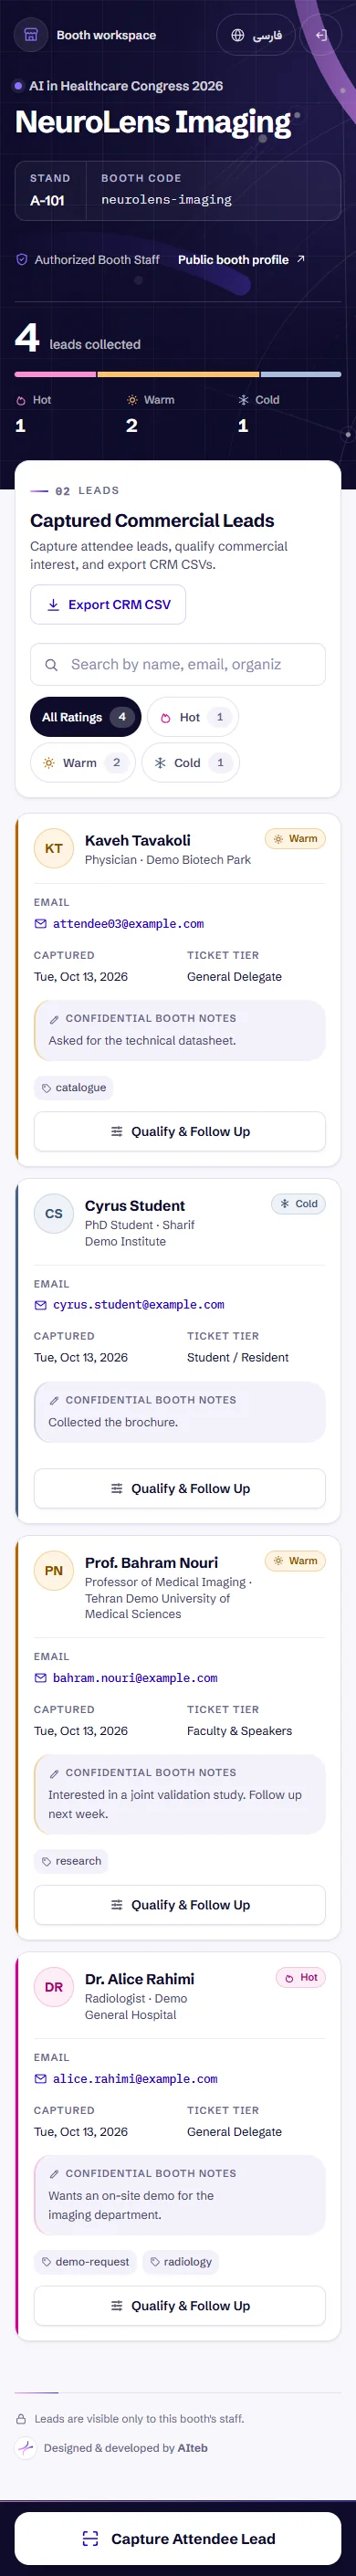 Booth workspace
فارسی
AI in Healthcare Congress 2026
NeuroLens Imaging
STAND
A-101
BOOTH CODE
neurolens-imaging
Authorized Booth Staff
Public booth profile ↗
4 leads collected
Hot
1
Warm
2
Cold
1
02 LEADS
Captured Commercial Leads
Capture attendee leads, qualify commercial
interest, and export CRM CSVs.
Export CRM CSV
Search by name, email, organiz
All Ratings 4
Hot 1
Warm 2
Cold 1
KT
Kaveh Tavakoli
Warm
Physician · Demo Biotech Park
EMAIL
attendee03@example.com
CAPTURED
Tue, Oct 13, 2026
TICKET TIER
General Delegate
CONFIDENTIAL BOOTH NOTES
Asked for the technical datasheet.
catalogue
Qualify & Follow Up
CS
Cyrus Student
Cold
PhD Student · Sharif
Demo Institute
EMAIL
cyrus.student@example.com
CAPTURED
Tue, Oct 13, 2026
TICKET TIER
Student / Resident
CONFIDENTIAL BOOTH NOTES
Collected the brochure.
Qualify & Follow Up
PN
Prof. Bahram Nouri
Warm
Professor of Medical Imaging ·
Tehran Demo University of
Medical Sciences
EMAIL
bahram.nouri@example.com
CAPTURED
Tue, Oct 13, 2026
TICKET TIER
Faculty & Speakers
CONFIDENTIAL BOOTH NOTES
Interested in a joint validation study. Follow up
next week.
research
Qualify & Follow Up
DR
Dr. Alice Rahimi
Hot
Radiologist · Demo
General Hospital
EMAIL
alice.rahimi@example.com
CAPTURED
Tue, Oct 13, 2026
TICKET TIER
General Delegate
CONFIDENTIAL BOOTH NOTES
Wants an on-site demo for the
imaging department.
demo-request
radiology
Qualify & Follow Up
Leads are visible only to this booth's staff.
Designed & developed by AIteb
Capture Attendee Lead